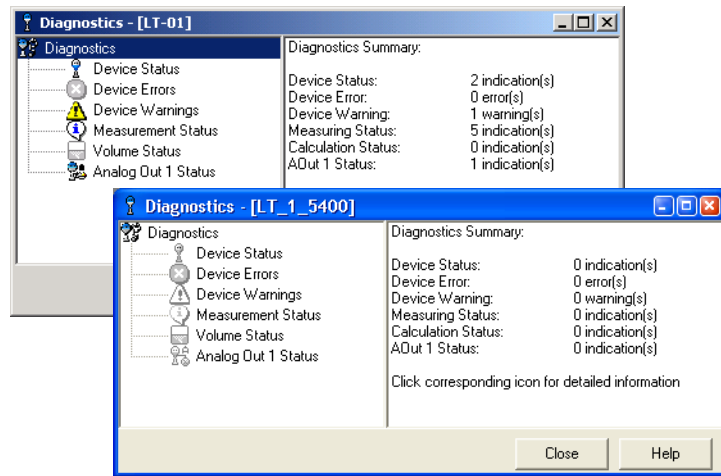 Diagnostics - [LT-01]
Diagnostics
Device Status
Device Errors
Device Warnings
Measurement Status
Volume Status
Analog Out 1 Status
Diagnostics Summary:
Device Status: 2 indication(s)
Device Error: 0 error(s)
Device Warning: 1 warning(s)
Measuring Status: 5 indication(s)
Calculation Status: 0 indication(s)
AOut 1 Status: 1 indication(s)
Diagnostics - [LT_1_5400]
Diagnostics
Device Status
Device Errors
Device Warnings
Measurement Status
Volume Status
Analog Out 1 Status
Diagnostics Summary:
Device Status: 0 indication(s)
Device Error: 0 error(s)
Device Warning: 0 warning(s)
Measuring Status: 0 indication(s)
Calculation Status: 0 indication(s)
AOut 1 Status: 0 indication(s)
Click corresponding icon for detailed information
Close Help